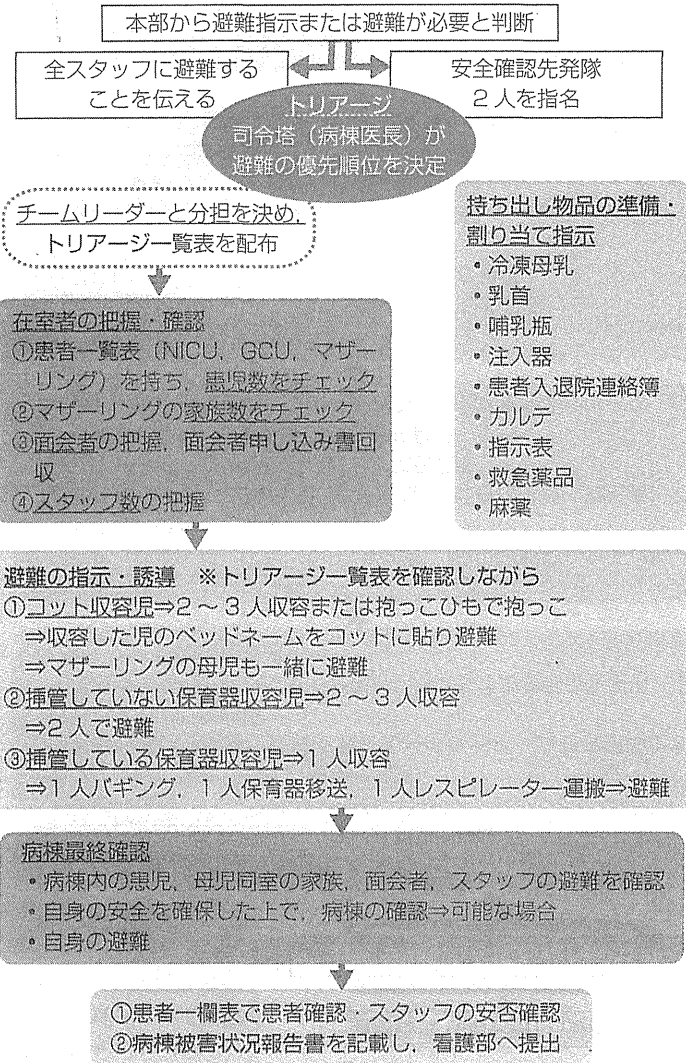 本部から避難指示または避難が必要と判断
全スタッフに避難する
ことを伝える
安全確認先発隊
2人を指名
トリアージ
司令塔（病棟医長）が
避難の優先順位を決定
チームリーダーと分担を決め，
トリアージ一覧表を配布
持ち出し物品の準備・
割り当て指示
・冷凍母乳
・乳首
・哺乳瓶
・注入器
・患者入退院連絡簿
・カルテ
・指示表
・救急薬品
・麻薬
在室者の把握・確認
①患者一覧表（NICU，GCU，マザー
リング）を持ち，患児数をチェック
②マザーリングの家族数をチェック
③面会者の把握，面会者申し込み書回
収
④スタッフ数の把握
避難の指示・誘導　※トリアージ一覧表を確認しながら
①コット収容児⇒2～3人収容または抱っこひもで抱っこ
⇒収容した児のベッドネームをコットに貼り避難
⇒マザーリングの母児も一緒に避難
②挿管していない保育器収容児⇒2～3人収容
⇒2人で避難
③挿管している保育器収容児⇒1人収容
⇒1人バギング，1人保育器移送，1人レスピレーター運搬⇒避難
病棟最終確認
・病棟内の患児，母児同室の家族，面会者，スタッフの避難を確認
・自身の安全を確保した上で，病棟の確認⇒可能な場合
・自身の避難
①患者一欄表で患者確認・スタッフの安否確認
②病棟被害状況報告書を記載し，看護部へ提出